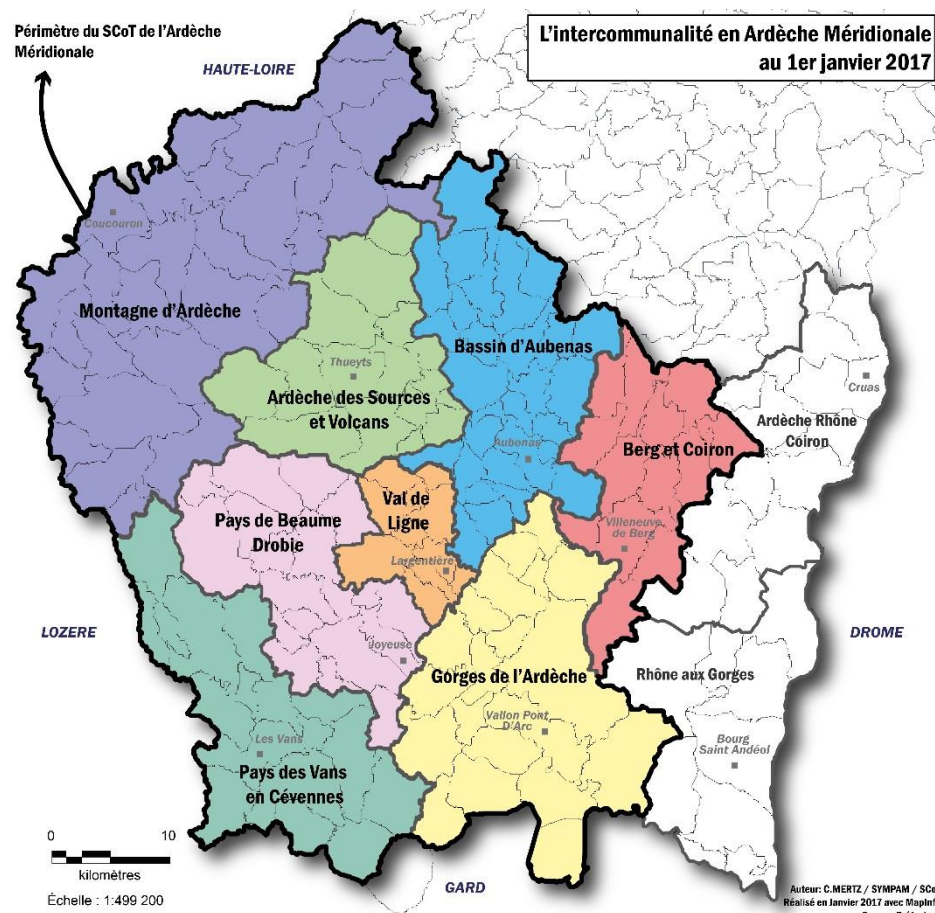 Périmètre du SCoT de l'Ardèche
Méridionale
L'intercommunalité en Ardèche Méridionale
au 1er janvier 2017
HAUTE-LOIRE
Coucouron
Montagne d'Ardèche
Thueyts
Ardèche des Sources
et Volcans
Bassin d'Aubenas
Aubenas
Berg et Coiron
Villeneuve
de Berg
Cruas
Ardèche Rhône
Coiron
Val de
Ligne
Largentière
Pays de Beaume
Drobie
Joyeuse
LOZERE
DROME
Gorges de l'Ardèche
Vallon Pont
D'Arc
Rhône aux Gorges
Bourg
Saint Andéol
Les Vans
Pays des Vans
en Cévennes
0 10
kilomètres
Échelle : 1:499 200
GARD
Auteur: C.MERTZ / SYMPAM / SCo
Réalisé en Janvier 2017 avec MapInf